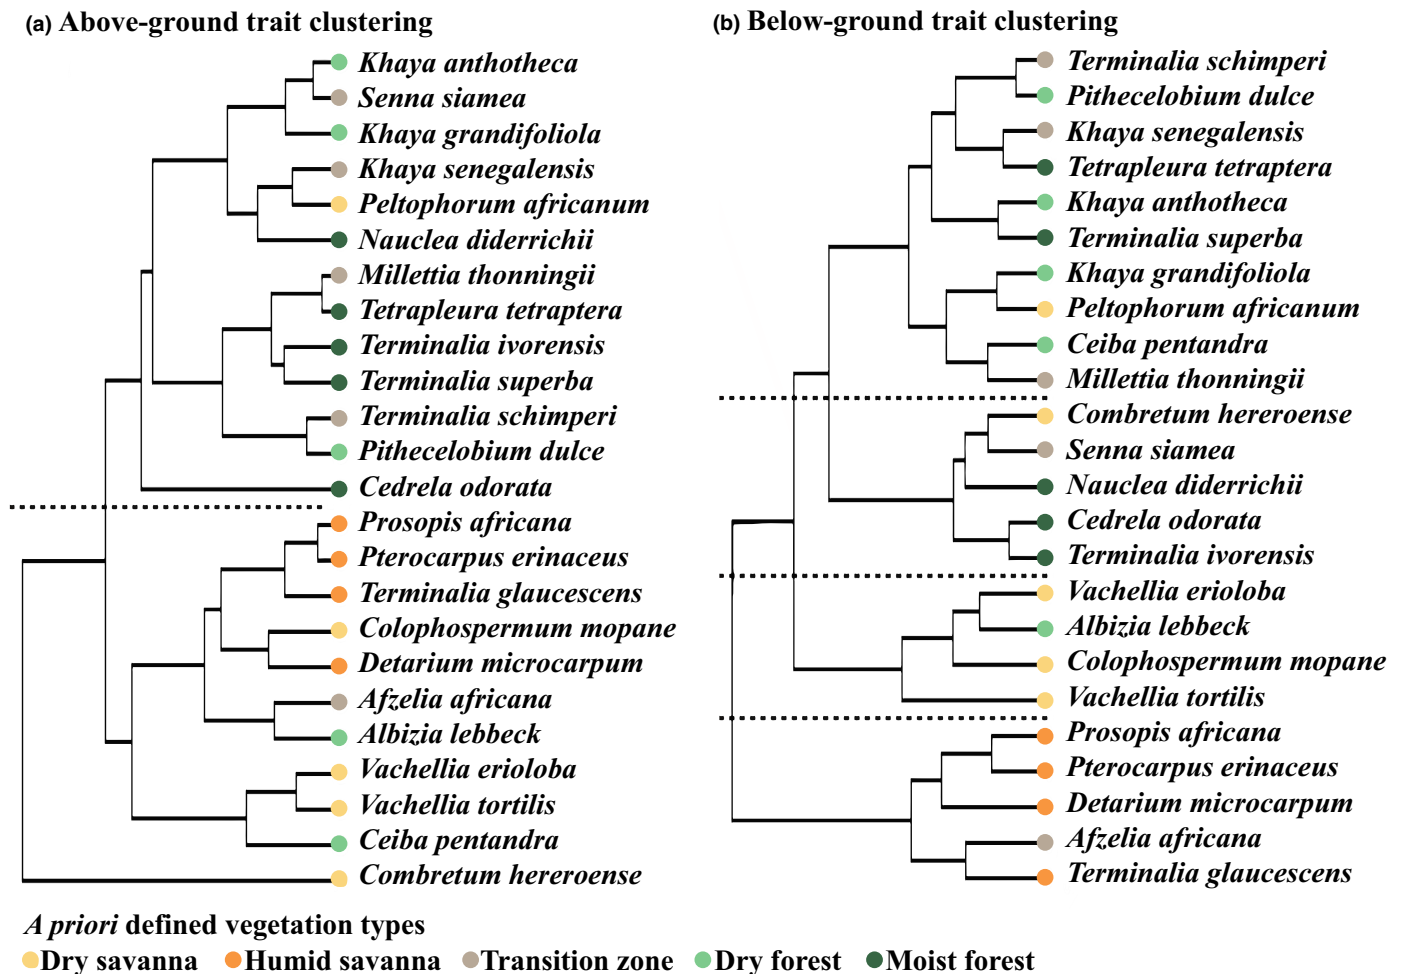 (a) Above-ground trait clustering
Khaya anthotheca
Senna siamea
Khaya grandifoliola
Khaya senegalensis
Peltophorum africanum
Nauclea diderrichii
Millettia thonningii
Tetrapleura tetraptera
Terminalia ivorensis
Terminalia superba
Terminalia schimperi
Pithecelobium dulce
Cedrela odorata
Prosopis africana
Pterocarpus erinaceus
Terminalia glaucescens
Colophospermum mopane
Detarium microcarpum
Afzelia africana
Albizia lebbeck
Vachellia erioloba
Vachellia tortilis
Ceiba pentandra
Combretum hereroense
(b) Below-ground trait clustering
Terminalia schimperi
Pithecelobium dulce
Khaya senegalensis
Tetrapleura tetraptera
Khaya anthotheca
Terminalia superba
Khaya grandifoliola
Peltophorum africanum
Ceiba pentandra
Millettia thonningii
Combretum hereroense
Senna siamea
Nauclea diderrichii
Cedrela odorata
Terminalia ivorensis
Vachellia erioloba
Albizia lebbeck
Colophospermum mopane
Vachellia tortilis
Prosopis africana
Pterocarpus erinaceus
Detarium microcarpum
Afzelia africana
Terminalia glaucescens
A priori defined vegetation types
Dry savanna Humid savanna Transition zone Dry forest Moist forest